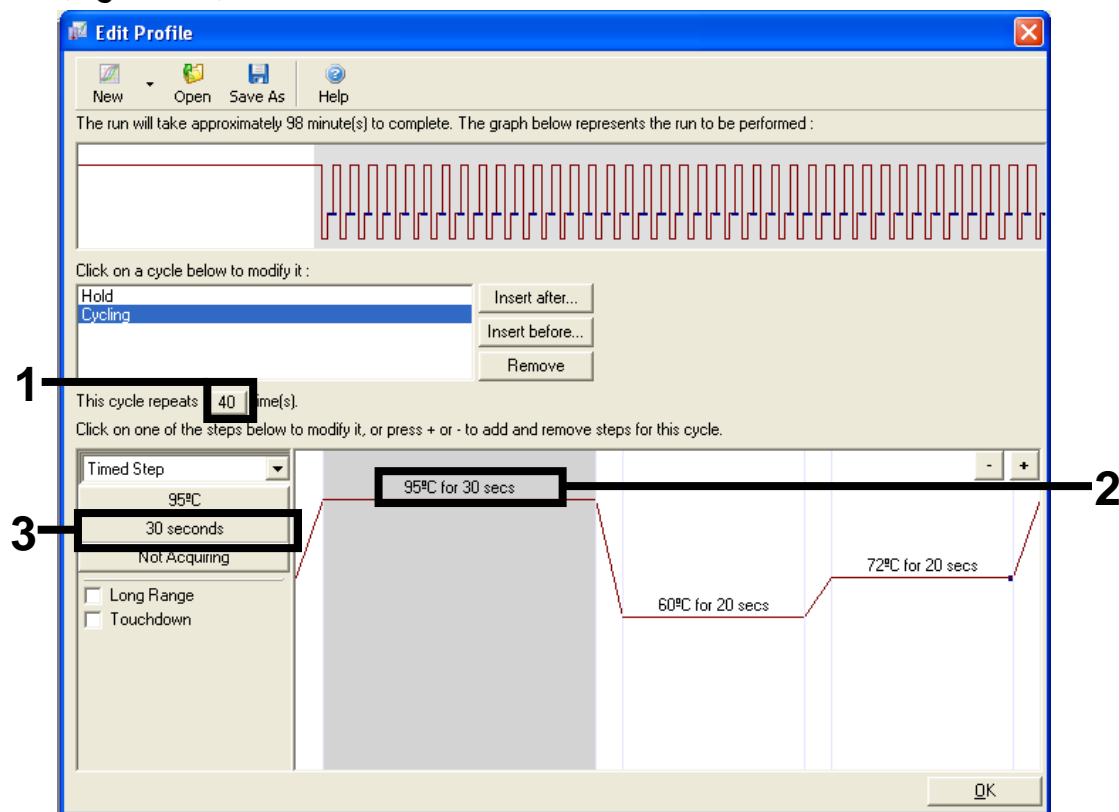 Edit Profile
New Open Save As Help
The run will take approximately 98 minute(s) to complete. The graph below represents the run to be performed :
Click on a cycle below to modify it :
Hold
Cycling
Insert after...
Insert before...
Remove
1
This cycle repeats 40 time(s).
Click on one of the steps below to modify it, or press + or - to add and remove steps for this cycle.
Timed Step
- +
95ºC for 30 secs
2
95ºC
3
30 seconds
Not Acquiring
72ºC for 20 secs
Long Range
60ºC for 20 secs
Touchdown
OK